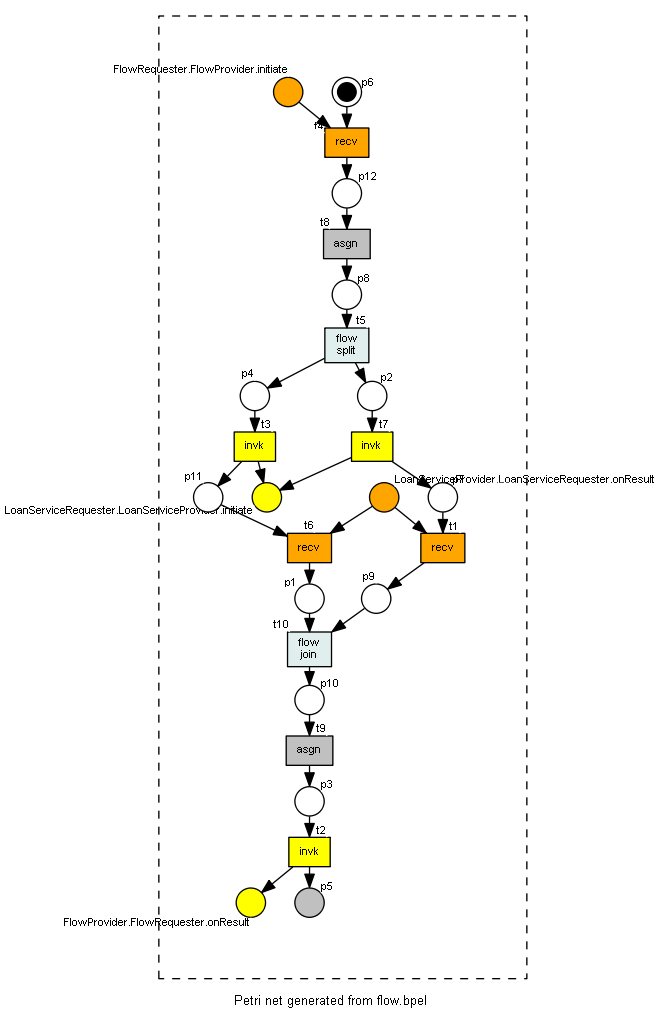 FlowRequester.FlowProvider.initiate
p6
t4
recv
p12
t8
asgn
p8
t5
flow
split
p4
p2
t3
t7
invk
invk
p11
LoanServiceProvider.LoanServiceRequester.onResult
p7
LoanServiceRequester.LoanServiceProvider.initiate
t6
t1
recv
recv
p1
p9
t10
flow
join
p10
t9
asgn
p3
t2
invk
p5
FlowProvider.FlowRequester.onResult
Petri net generated from flow.bpel